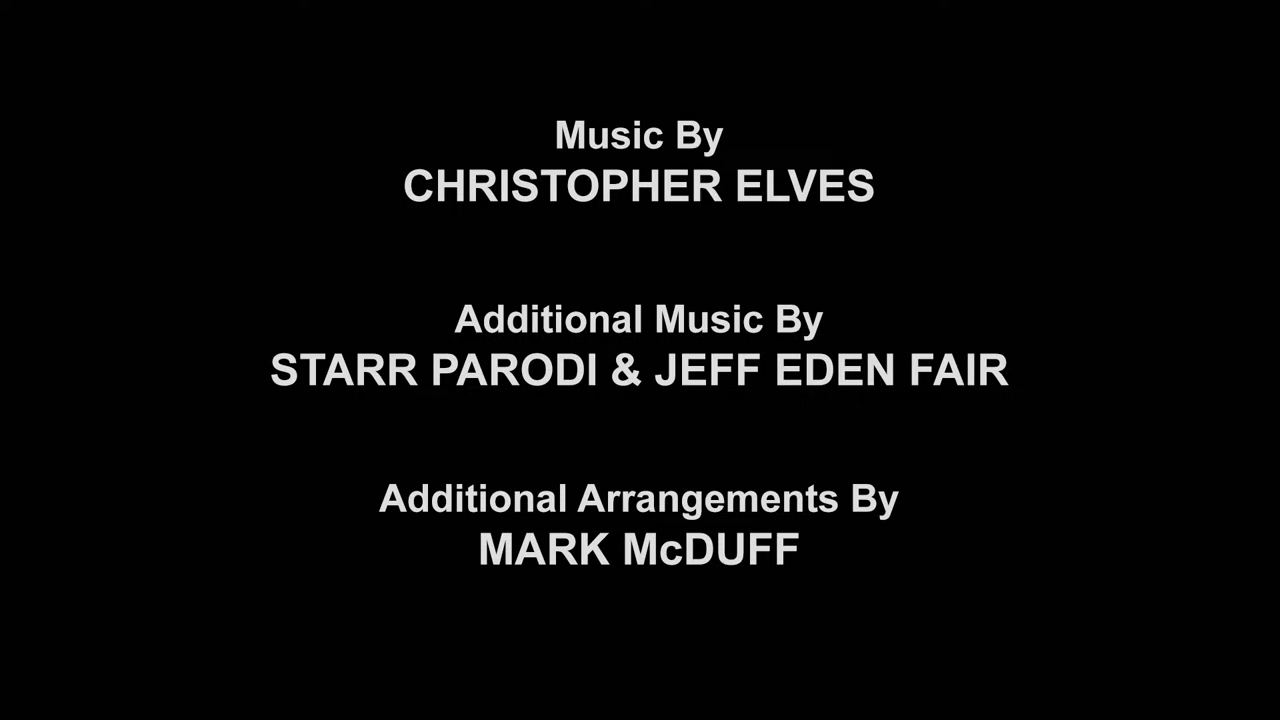 Music By
CHRISTOPHER ELVES
Additional Music By
STARR PARODI & JEFF EDEN FAIR
Additional Arrangements By
MARK McDUFF